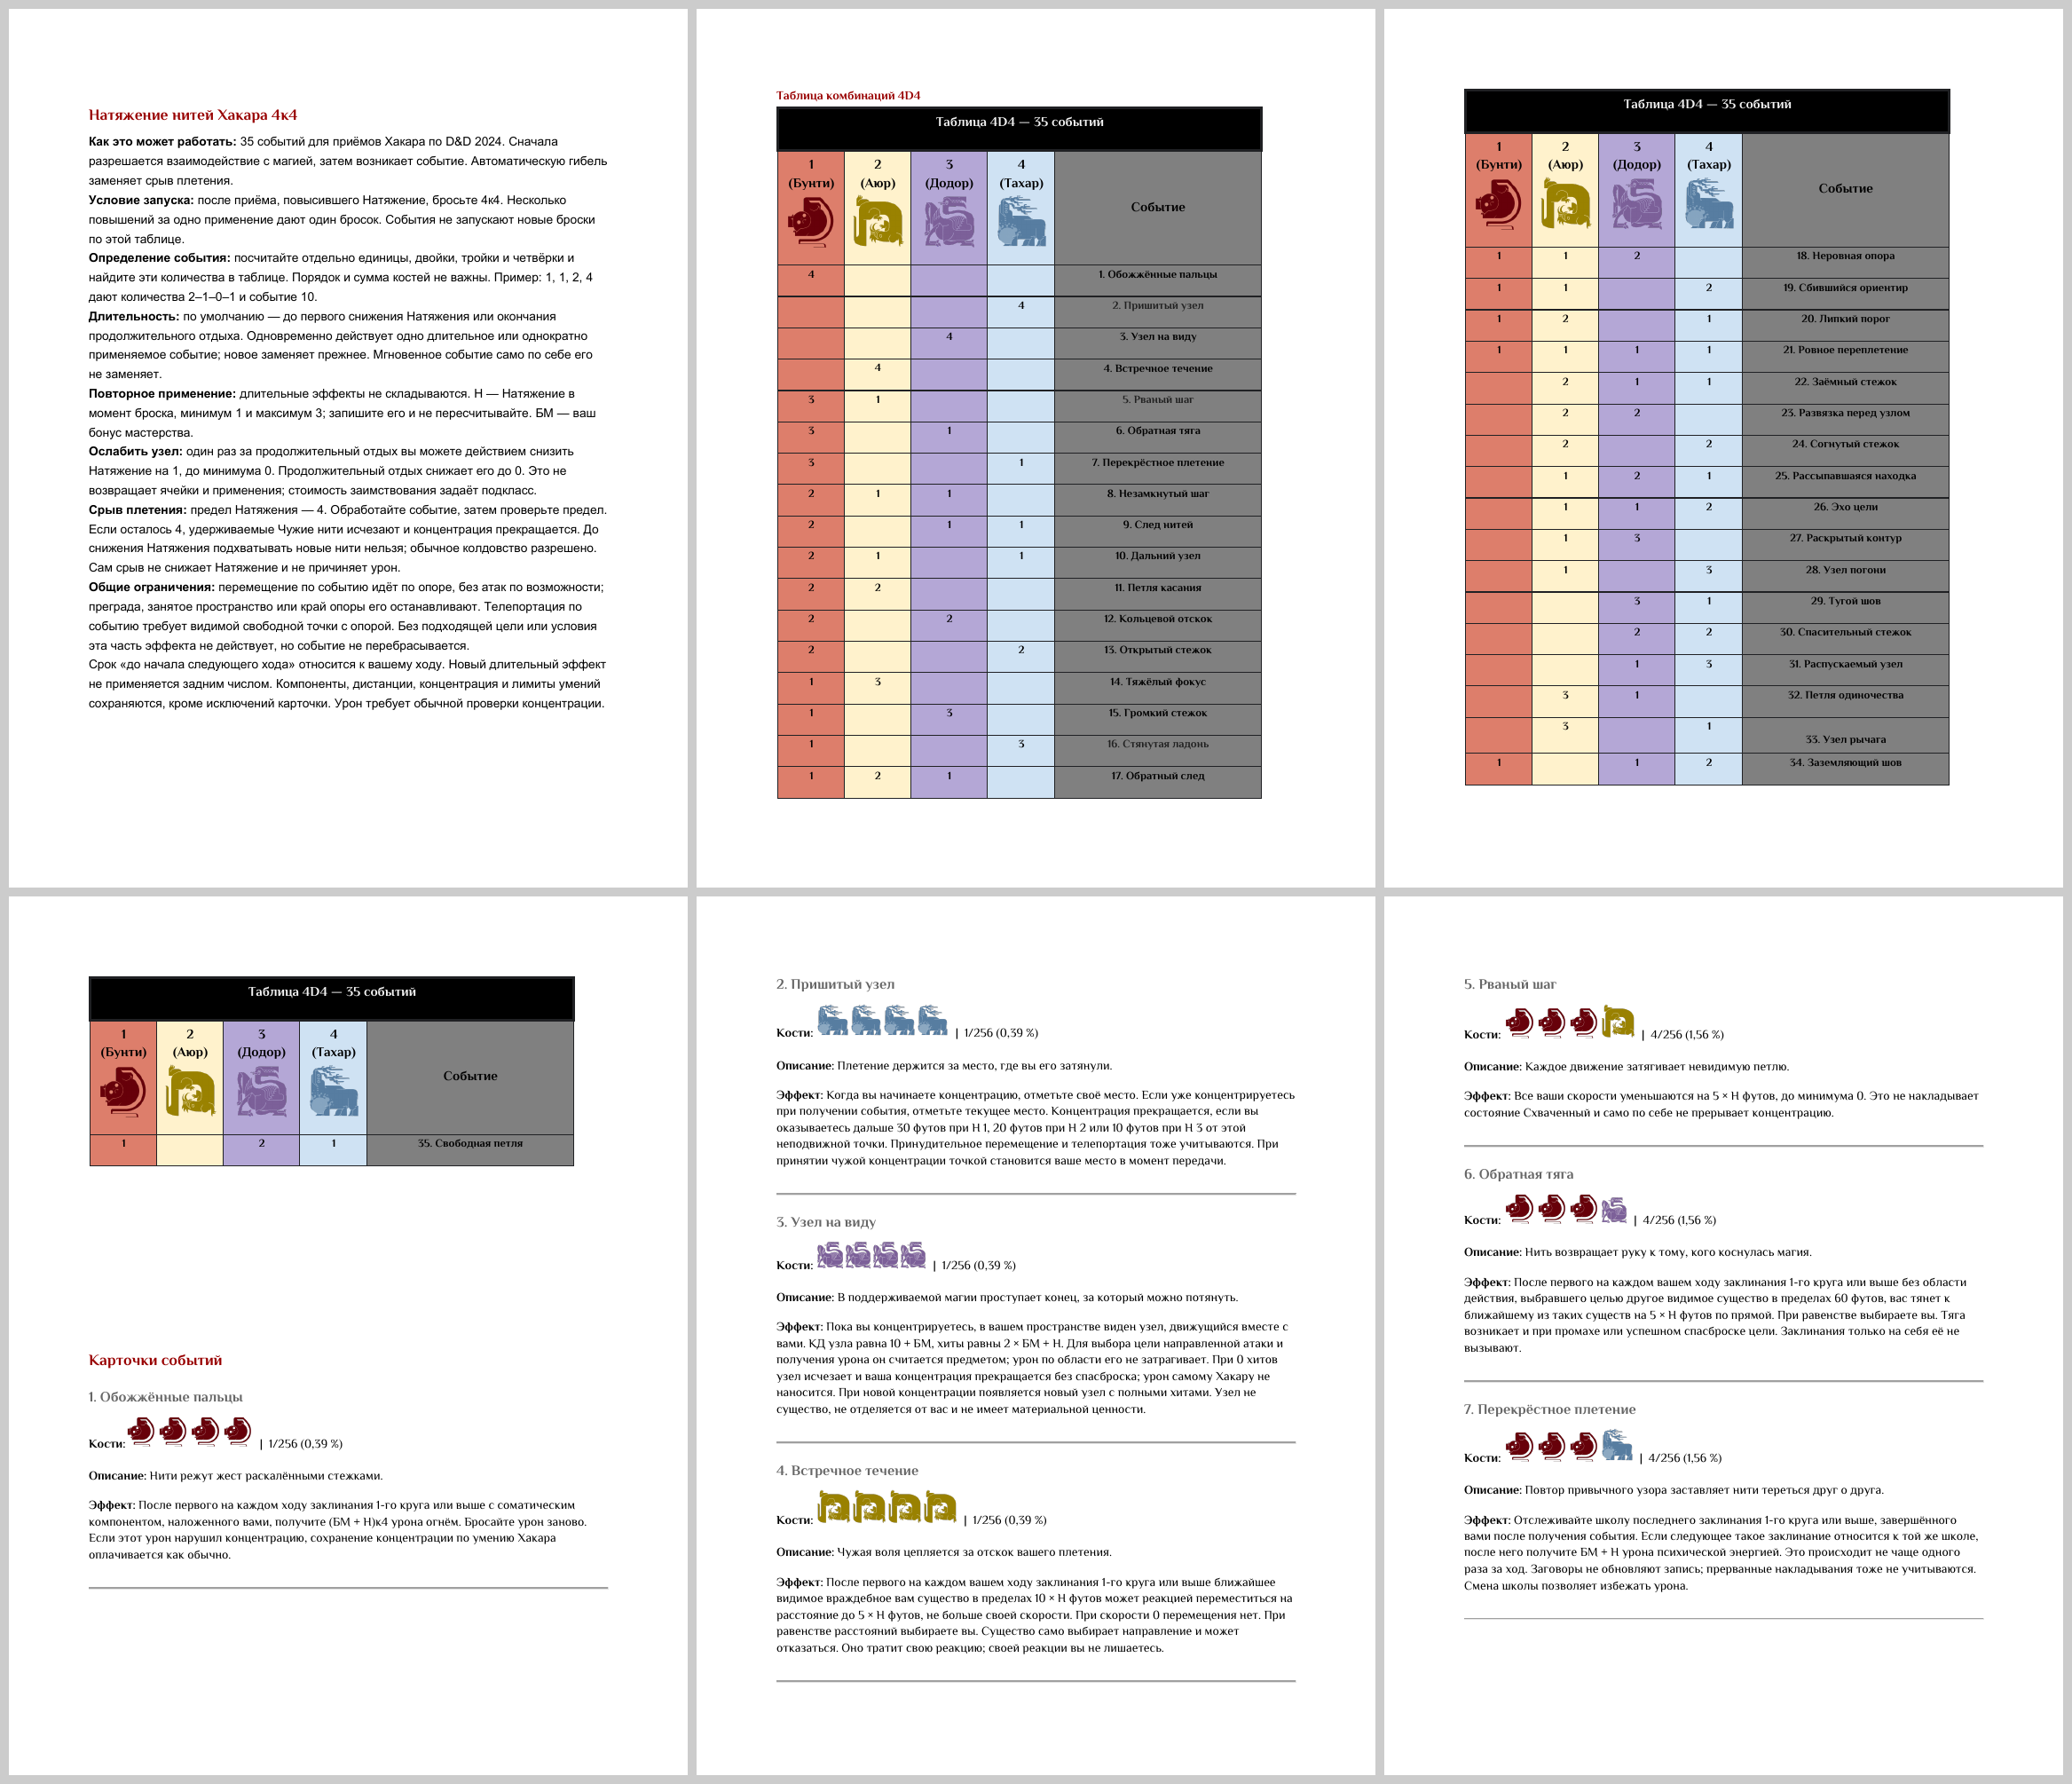 Натяжение нитей Хакара 4к4
Как это может работать: 35 событий для приёмов Хакара по D&D 2024. Сначала
разрешается взаимодействие с магией, затем возникает событие. Автоматическую гибель
заменяет срыв плетения.
Условие запуска: после приёма, повысившего Натяжение, бросьте 4к4. Несколько
повышений за одно применение дают один бросок. События не запускают новые броски
по этой таблице.
Определение события: посчитайте отдельно единицы, двойки, тройки и четвёрки и
найдите эти количества в таблице. Порядок и сумма костей не важны. Пример: 1, 1, 2, 4
дают количества 2–1–0–1 и событие 10.
Длительность: по умолчанию — до первого снижения Натяжения или окончания
продолжительного отдыха. Одновременно действует одно длительное или однократно
применяемое событие; новое заменяет прежнее. Мгновенное событие само по себе его
не заменяет.
Повторное применение: длительные эффекты не складываются. Н — Натяжение в
момент броска, минимум 1 и максимум 3; запишите его и не пересчитывайте. БМ — ваш
бонус мастерства.
Ослабить узел: один раз за продолжительный отдых вы можете действием снизить
Натяжение на 1, до минимума 0. Продолжительный отдых снижает его до 0. Это не
возвращает ячейки и применения; стоимость заимствования задаёт подкласс.
Срыв плетения: предел Натяжения — 4. Обработайте событие, затем проверьте предел.
Если осталось 4, удерживаемые Чужие нити исчезают и концентрация прекращается. До
снижения Натяжения подхватывать новые нити нельзя; обычное колдовство разрешено.
Сам срыв не снижает Натяжение и не причиняет урон.
Общие ограничения: перемещение по событию идёт по опоре, без атак по возможности;
преграда, занятое пространство или край опоры его останавливают. Телепортация по
событию требует видимой свободной точки с опорой. Без подходящей цели или условия
эта часть эффекта не действует, но событие не перебрасывается.
Срок «до начала следующего хода» относится к вашему ходу. Новый длительный эффект
не применяется задним числом. Компоненты, дистанции, концентрация и лимиты умений
сохраняются, кроме исключений карточки. Урон требует обычной проверки концентрации.
Таблица комбинаций 4D4
Таблица 4D4 — 35 событий
1 2 3 4
(Бунти) (Аюр) (Додор) (Тахар) Событие
4 1. Обожжённые пальцы
4 2. Пришитый узел
4 3. Узел на виду
4 4. Встречное течение
3 1 5. Рваный шаг
3 1 6. Обратная тяга
3 1 7. Перекрёстное плетение
2 1 1 8. Незамкнутый шаг
2 1 1 9. След нитей
2 1 1 10. Дальний узел
2 2 11. Петля касания
2 2 12. Кольцевой отскок
2 2 13. Открытый стежок
1 3 14. Тяжёлый фокус
1 3 15. Громкий стежок
1 3 16. Стянутая ладонь
1 2 1 17. Обратный след
Таблица 4D4 — 35 событий
1 2 3 4
(Бунти) (Аюр) (Додор) (Тахар) Событие
1 1 2 18. Неровная опора
1 1 2 19. Сбившийся ориентир
1 2 1 20. Липкий порог
1 1 1 1 21. Ровное переплетение
2 1 1 22. Заёмный стежок
2 2 23. Развязка перед узлом
2 2 24. Согнутый стежок
1 2 1 25. Рассыпавшаяся находка
1 1 2 26. Эхо цели
1 3 27. Раскрытый контур
1 3 28. Узел погони
3 1 29. Тугой шов
2 2 30. Спасительный стежок
1 3 31. Распускаемый узел
3 1 32. Петля одиночества
3 1 33. Узел рычага
1 1 2 34. Заземляющий шов
Таблица 4D4 — 35 событий
1 2 3 4
(Бунти) (Аюр) (Додор) (Тахар) Событие
1 2 1 35. Свободная петля
Карточки событий
1. Обожжённые пальцы
Кости: | 1/256 (0,39 %)
Описание: Нити режут жест раскалёнными стежками.
Эффект: После первого на каждом ходу заклинания 1-го круга или выше с соматическим
компонентом, наложенного вами, получите (БМ + Н)к4 урона огнём. Бросайте урон заново.
Если этот урон нарушил концентрацию, сохранение концентрации по умению Хакара
оплачивается как обычно.
2. Пришитый узел
Кости: | 1/256 (0,39 %)
Описание: Плетение держится за место, где вы его затянули.
Эффект: Когда вы начинаете концентрацию, отметьте своё место. Если уже концентрируетесь
при получении события, отметьте текущее место. Концентрация прекращается, если вы
оказываетесь дальше 30 футов при Н 1, 20 футов при Н 2 или 10 футов при Н 3 от этой
неподвижной точки. Принудительное перемещение и телепортация тоже учитываются. При
принятии чужой концентрации точкой становится ваше место в момент передачи.
3. Узел на виду
Кости: | 1/256 (0,39 %)
Описание: В поддерживаемой магии проступает конец, за который можно потянуть.
Эффект: Пока вы концентрируетесь, в вашем пространстве виден узел, движущийся вместе с
вами. КД узла равна 10 + БМ, хиты равны 2 × БМ + Н. Для выбора цели направленной атаки и
получения урона он считается предметом; урон по области его не затрагивает. При 0 хитов
узел исчезает и ваша концентрация прекращается без спасброска; урон самому Хакару не
наносится. При новой концентрации появляется новый узел с полными хитами. Узел не
существо, не отделяется от вас и не имеет материальной ценности.
4. Встречное течение
Кости: | 1/256 (0,39 %)
Описание: Чужая воля цепляется за отскок вашего плетения.
Эффект: После первого на каждом вашем ходу заклинания 1-го круга или выше ближайшее
видимое враждебное вам существо в пределах 10 × Н футов может реакцией переместиться на
расстояние до 5 × Н футов, не больше своей скорости. При скорости 0 перемещения нет. При
равенстве расстояний выбираете вы. Существо само выбирает направление и может
отказаться. Оно тратит свою реакцию; своей реакции вы не лишаетесь.
5. Рваный шаг
Кости: | 4/256 (1,56 %)
Описание: Каждое движение затягивает невидимую петлю.
Эффект: Все ваши скорости уменьшаются на 5 × Н футов, до минимума 0. Это не накладывает
состояние Схваченный и само по себе не прерывает концентрацию.
6. Обратная тяга
Кости: | 4/256 (1,56 %)
Описание: Нить возвращает руку к тому, кого коснулась магия.
Эффект: После первого на каждом вашем ходу заклинания 1-го круга или выше без области
действия, выбравшего целью другое видимое существо в пределах 60 футов, вас тянет к
ближайшему из таких существ на 5 × Н футов по прямой. При равенстве выбираете вы. Тяга
возникает и при промахе или успешном спасброске цели. Заклинания только на себя её не
вызывают.
7. Перекрёстное плетение
Кости: | 4/256 (1,56 %)
Описание: Повтор привычного узора заставляет нити тереться друг о друга.
Эффект: Отслеживайте школу последнего заклинания 1-го круга или выше, завершённого
вами после получения события. Если следующее такое заклинание относится к той же школе,
после него получите БМ + Н урона психической энергией. Это происходит не чаще одного
раза за ход. Заговоры не обновляют запись; прерванные накладывания тоже не учитываются.
Смена школы позволяет избежать урона.